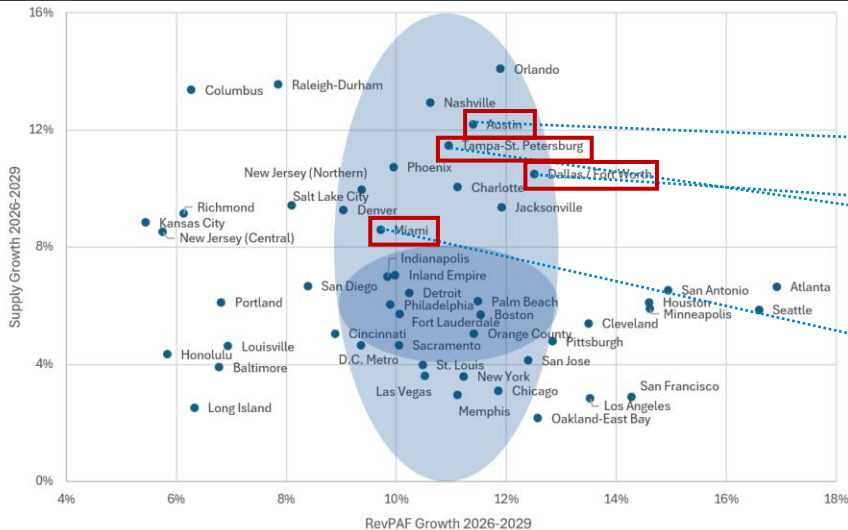 16%
Orlando
Columbus
Raleigh-Durham
Nashville
12%
Austin
Tampa-St. Petersburg
Phoenix
Dallas / Fort Worth
New Jersey (Northern)
Charlotte
Salt Lake City
Denver
Jacksonville
Richmond
Kansas City
New Jersey (Central)
Miami
8%
Indianapolis
Inland Empire
San Diego
Detroit
San Antonio
Atlanta
Portland
Philadelphia
Palm Beach
Houston
Minneapolis
Seattle
Fort Lauderdale
Boston
Cleveland
Cincinnati
Orange County
Pittsburgh
Louisville
D.C. Metro
Sacramento
Honolulu
Baltimore
4%
St. Louis
San Jose
Las Vegas
New York
Chicago
San Francisco
Long Island
Memphis
Los Angeles
Oakland-East Bay
0%
4%
6%
8%
10%
12%
14%
16%
18%
Supply Growth 2026-2029
RevPAF Growth 2026-2029